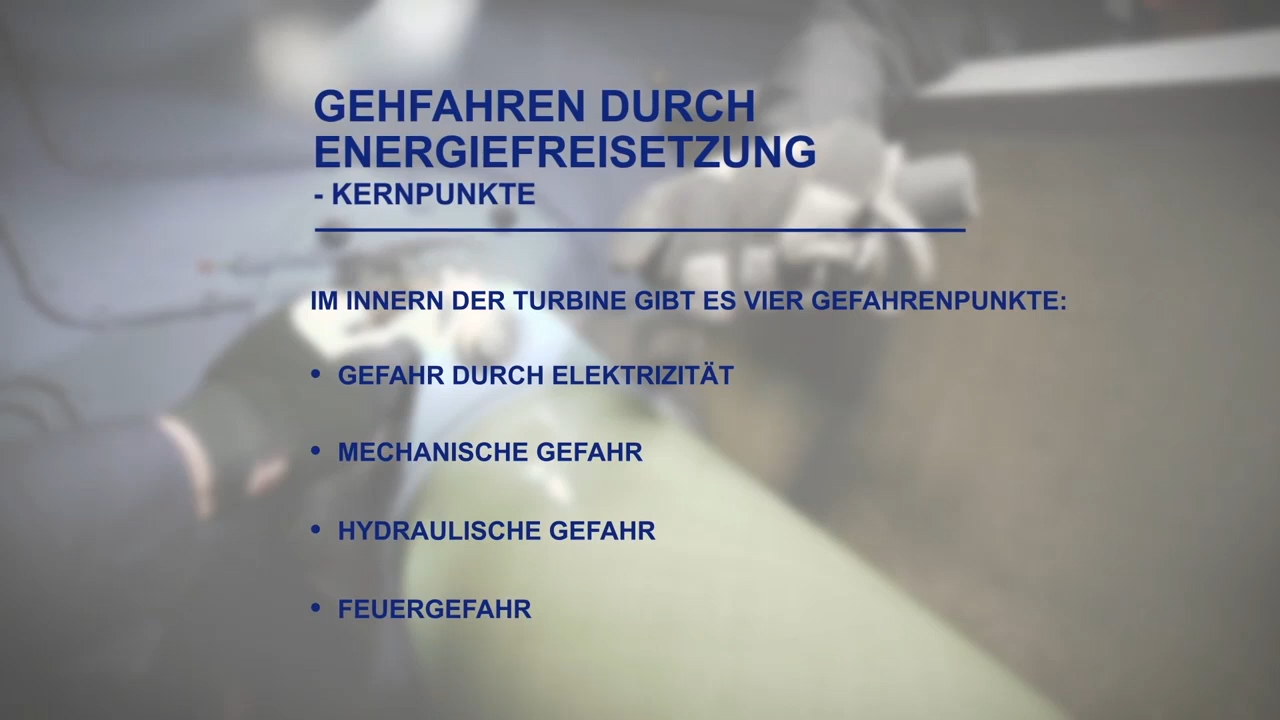 GEHFAHREN DURCH
ENERGIEFREISETZUNG
- KERNPUNKTE
IM INNERN DER TURBINE GIBT ES VIER GEFAHRENPUNKTE:
• GEFAHR DURCH ELEKTRIZITÄT
• MECHANISCHE GEFAHR
• HYDRAULISCHE GEFAHR
• FEUERGEFAHR